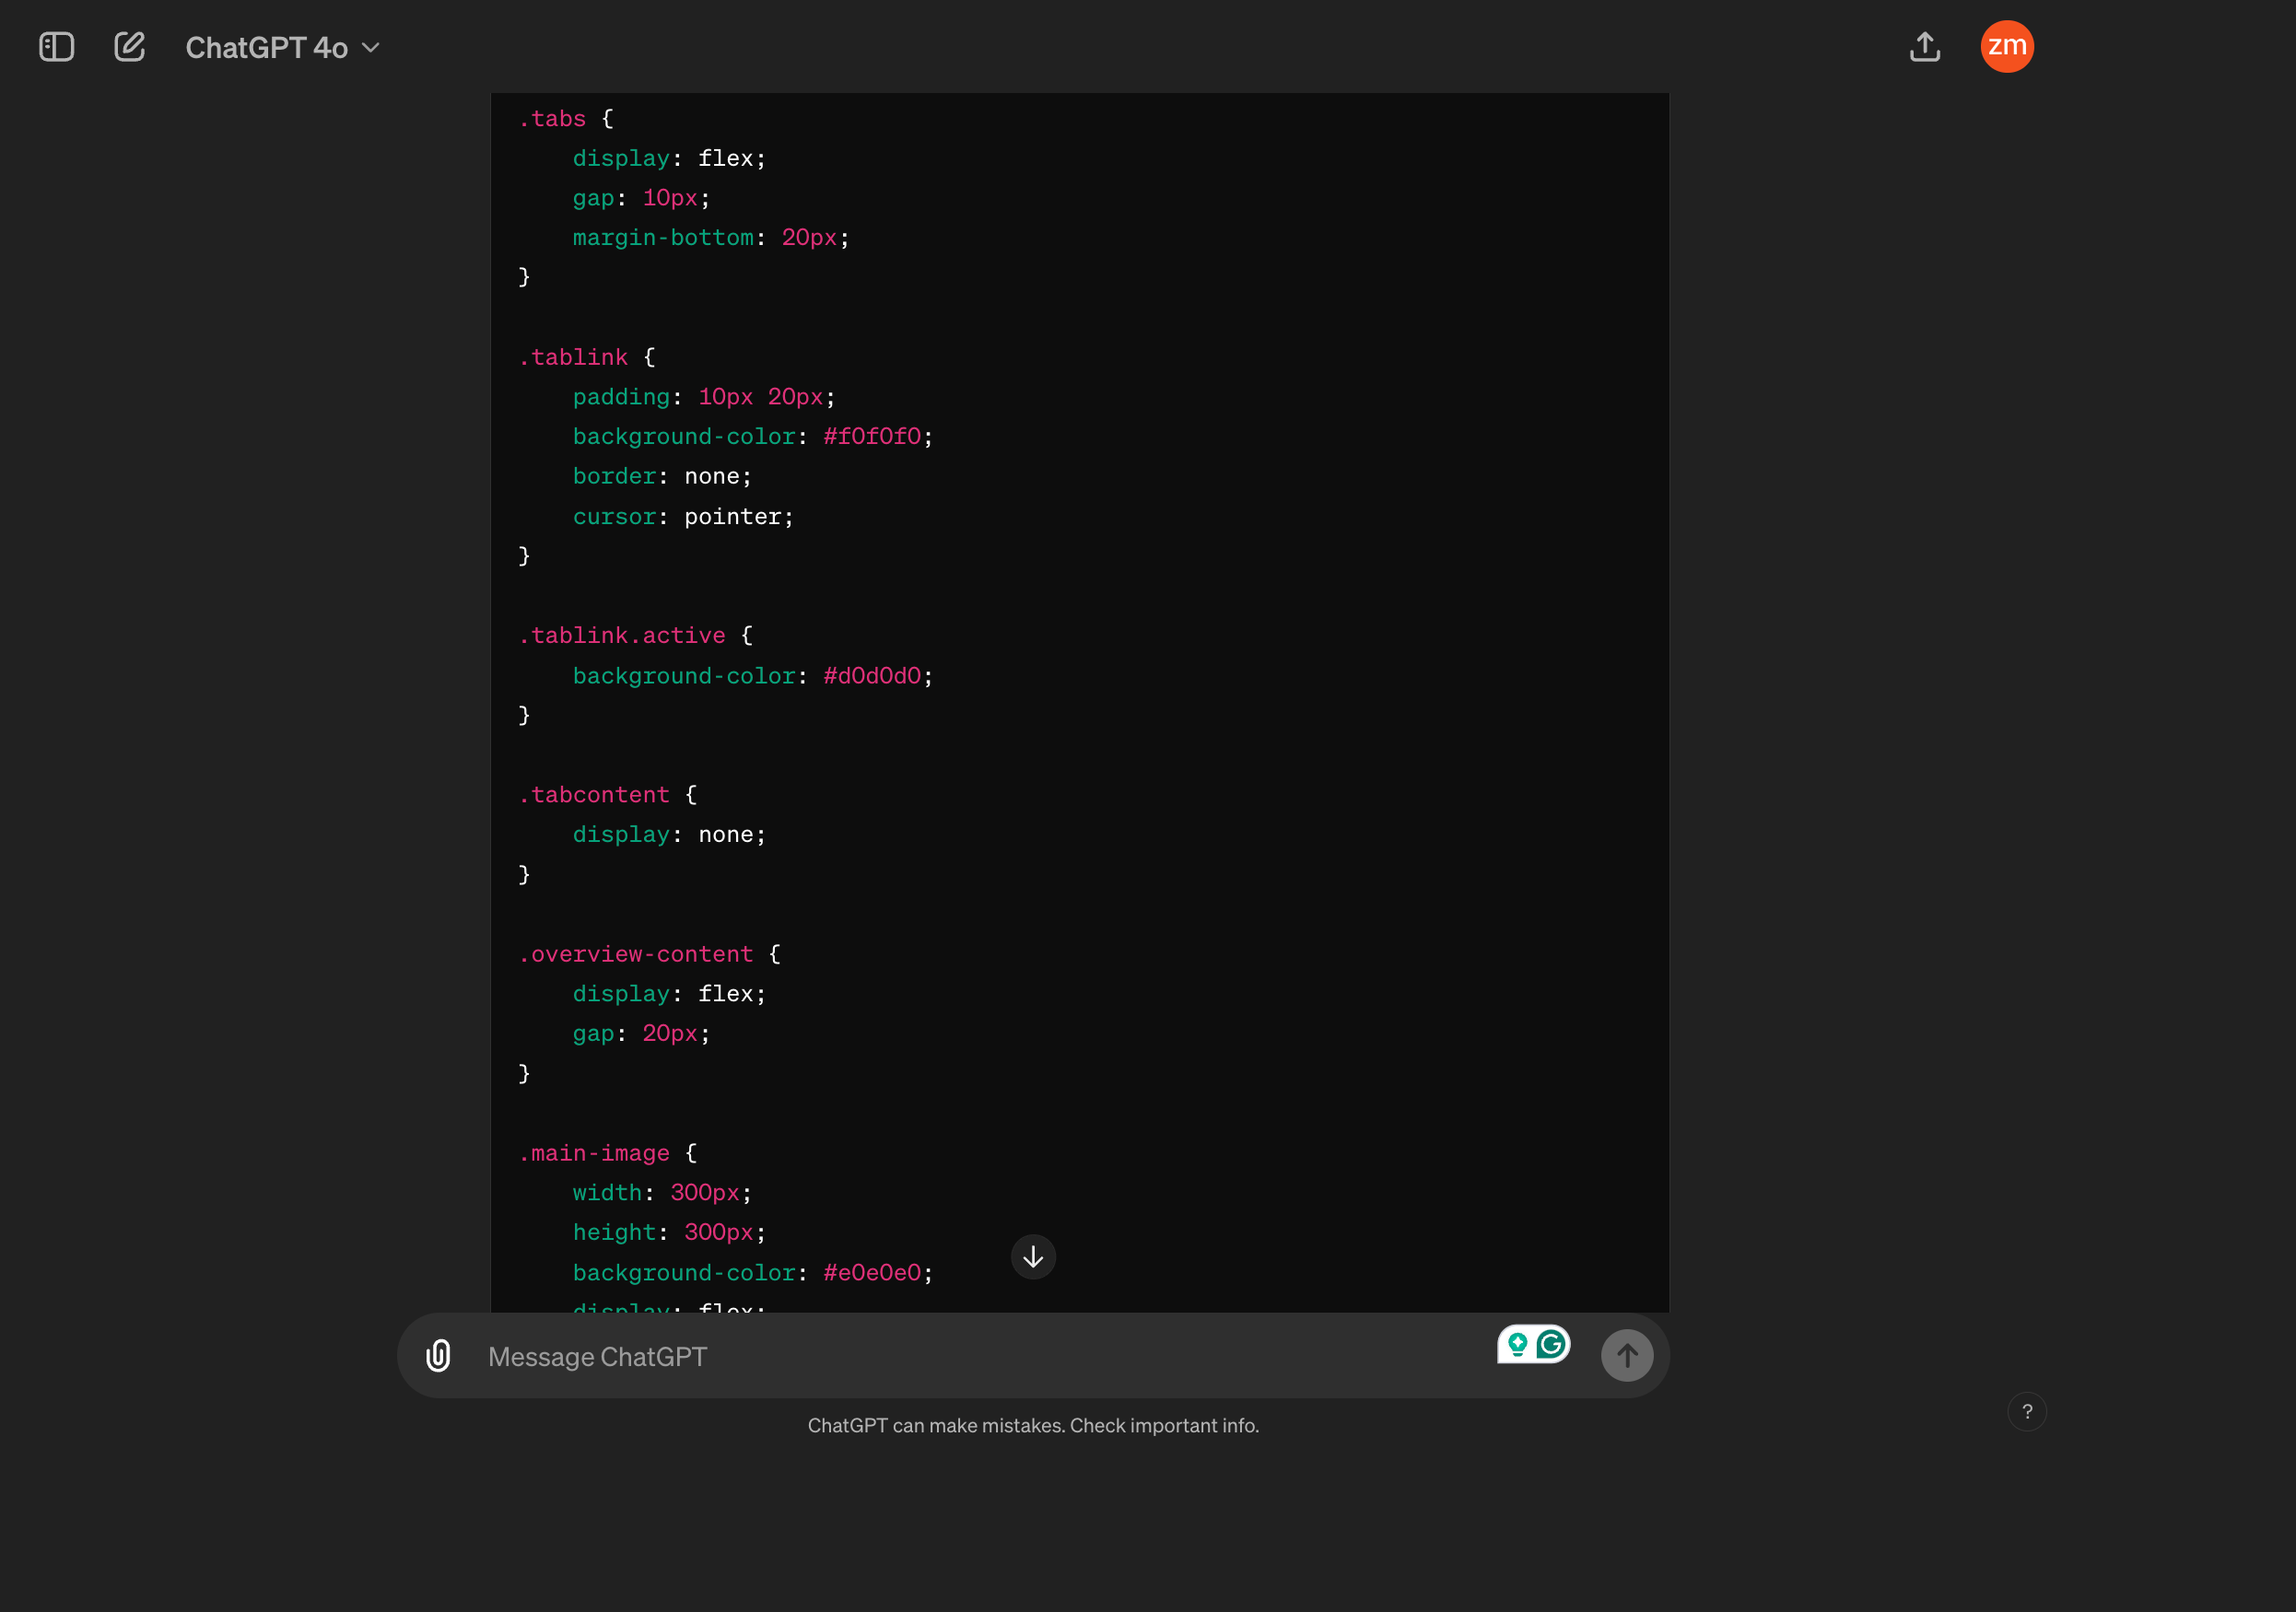 ChatGPT 4o
zm
.tabs {
    display: flex;
    gap: 10px;
    margin-bottom: 20px;
}
.tablink {
    padding: 10px 20px;
    background-color: #f0f0f0;
    border: none;
    cursor: pointer;
}
.tablink.active {
    background-color: #d0d0d0;
}
.tabcontent {
    display: none;
}
.overview-content {
    display: flex;
    gap: 20px;
}
.main-image {
    width: 300px;
    height: 300px;
    background-color: #e0e0e0;
    display: flex;
Message ChatGPT
ChatGPT can make mistakes. Check important info.
?